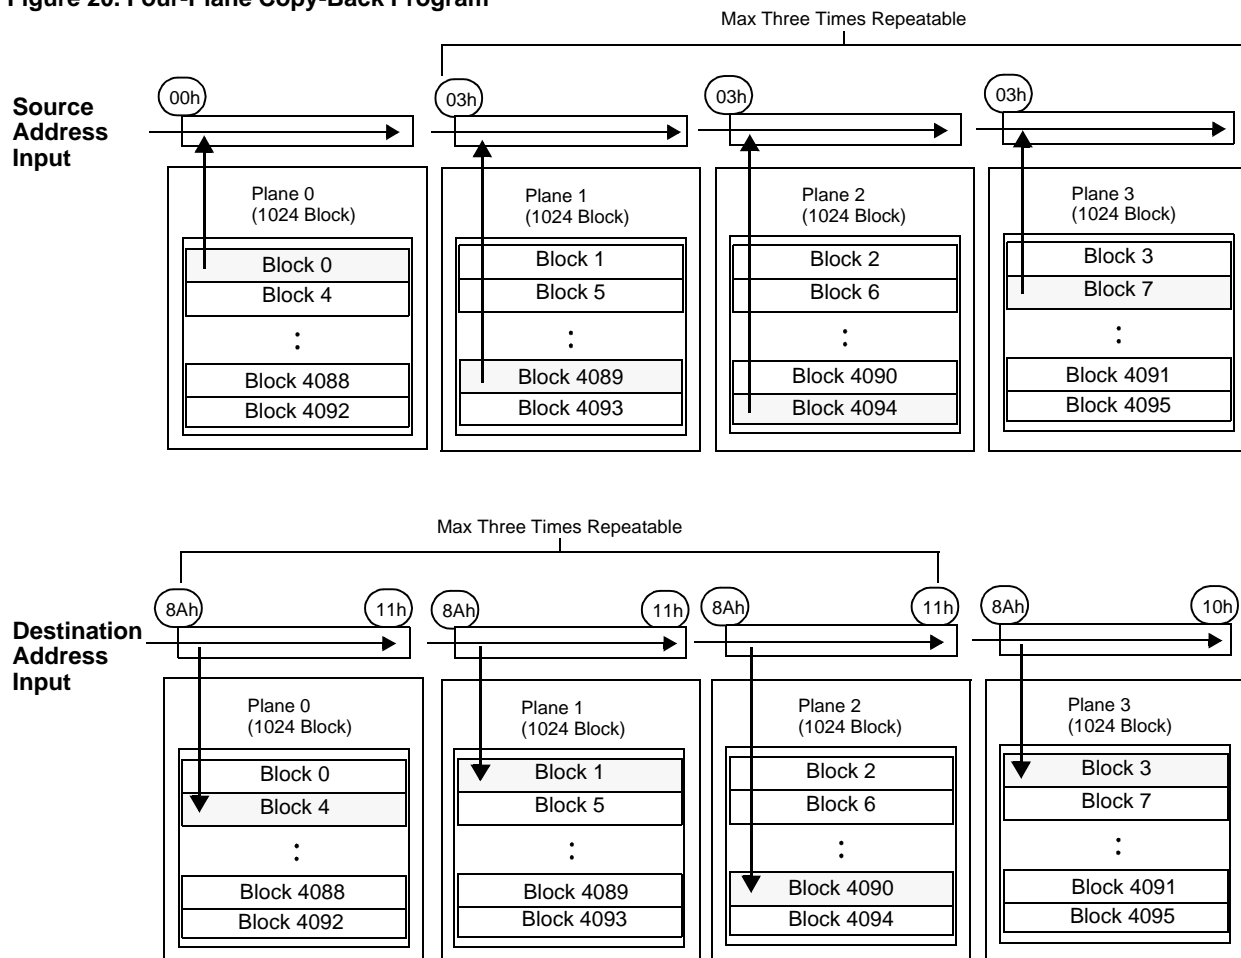 Figure 20. Four-Plane Copy-Back Program
Max Three Times Repeatable
Source
Address
Input
00h
03h
03h
03h
Plane 0
(1024 Block)
Block 0
Block 4
:
Block 4088
Block 4092
Plane 1
(1024 Block)
Block 1
Block 5
:
Block 4089
Block 4093
Plane 2
(1024 Block)
Block 2
Block 6
:
Block 4090
Block 4094
Plane 3
(1024 Block)
Block 3
Block 7
:
Block 4091
Block 4095
Max Three Times Repeatable
Destination
Address
Input
8Ah
11h
8Ah
11h
8Ah
11h
8Ah
10h
Plane 0
(1024 Block)
Block 0
Block 4
:
Block 4088
Block 4092
Plane 1
(1024 Block)
Block 1
Block 5
:
Block 4089
Block 4093
Plane 2
(1024 Block)
Block 2
Block 6
:
Block 4090
Block 4094
Plane 3
(1024 Block)
Block 3
Block 7
:
Block 4091
Block 4095